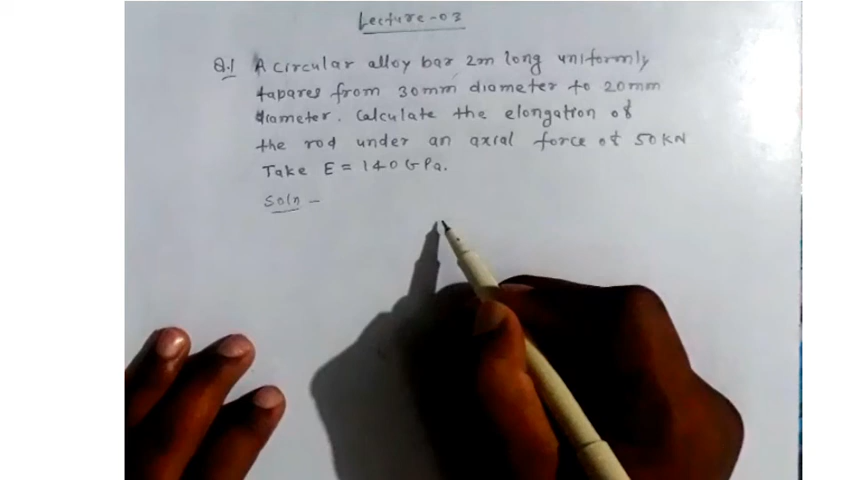 Lecture-03
Q.1 A circular alloy bar 2m long uniformly
tapares from 30mm diameter to 20mm
diameter. Calculate the elongation of
the rod under an axial force of 50KN
Take E = 140 GPa.
Soln -